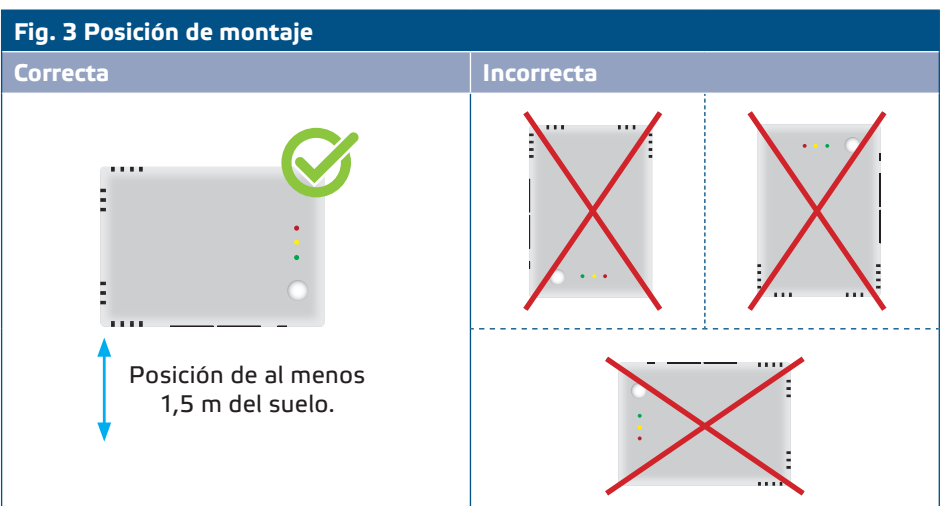 Fig. 3 Posición de montaje
Correcta
Incorrecta
Posición de al menos
1,5 m del suelo.